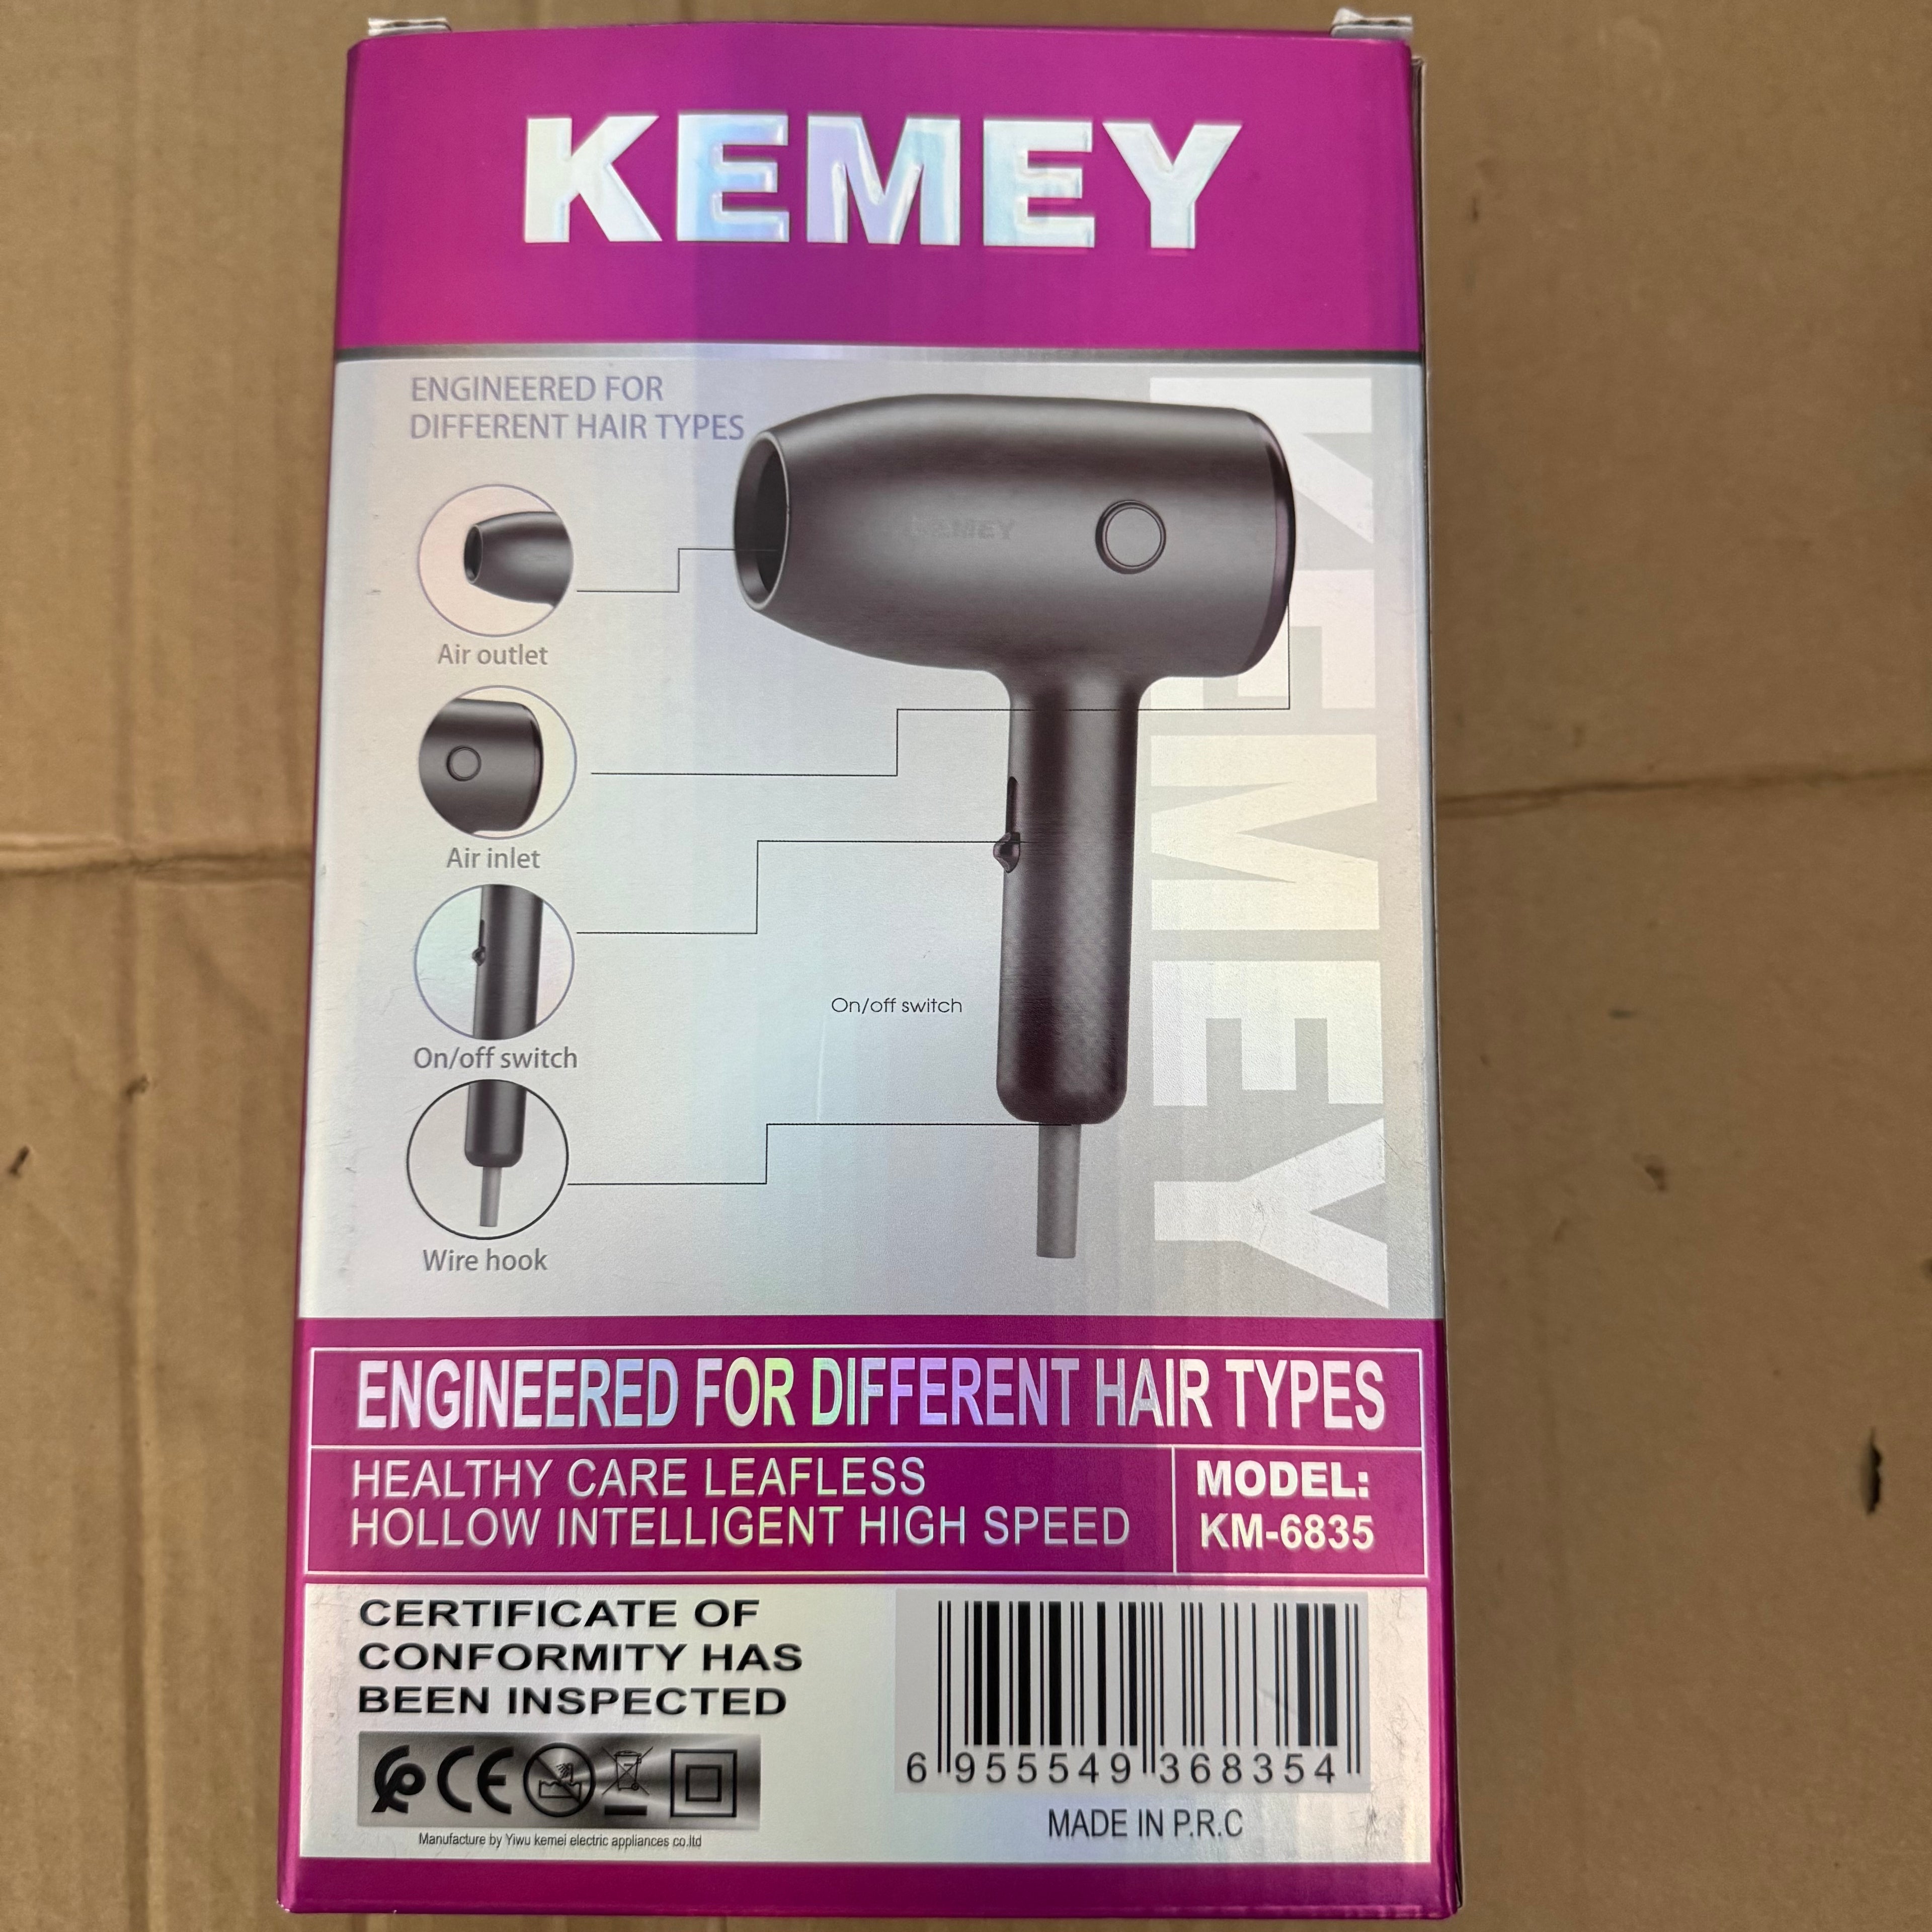 KEMEY
ENGINEERED FOR
DIFFERENT HAIR TYPES
KEMEY
KEMEY
Air outlet
Air inlet
On/off switch
On/off switch
Wire hook
ENGINEERED FOR DIFFERENT HAIR TYPES
HEALTHY CARE LEAFLESS
HOLLOW INTELLIGENT HIGH SPEED
MODEL:
KM-6835
CERTIFICATE OF
CONFORMITY HAS
BEEN INSPECTED
CE
Manufacture by Yiwu kemei electric appliances co.ltd
6 955549 368354
MADE IN P.R.C